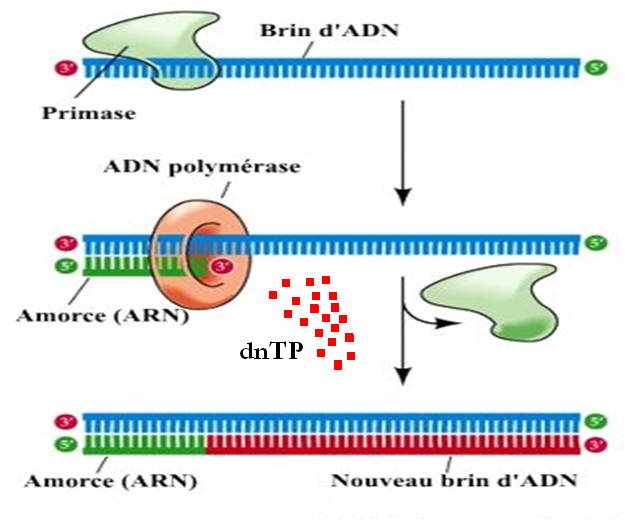 Brin d'ADN
3' 5'
Primase
ADN polymérase
3' 5'
5' 3'
Amorce (ARN)
dnTP
3' 5'
5' 3'
Amorce (ARN) Nouveau brin d'ADN